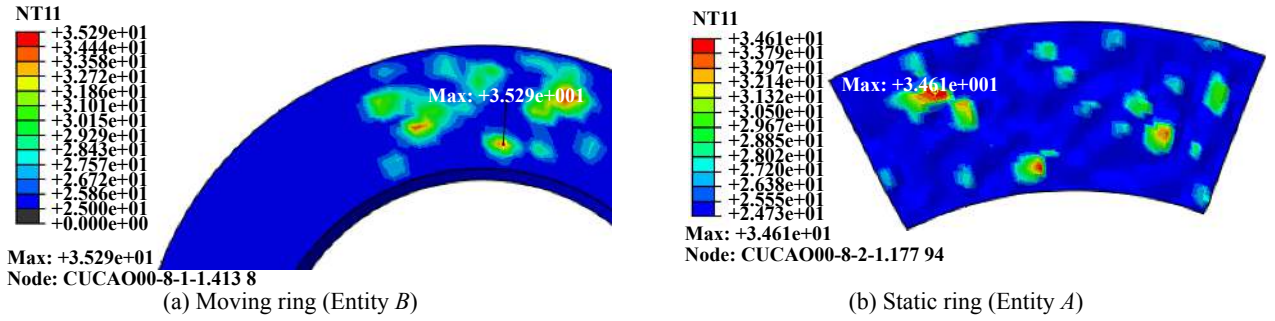 NT11
+3.529e+01
+3.444e+01
+3.358e+01
+3.272e+01
+3.186e+01
+3.101e+01
+3.015e+01
+2.929e+01
+2.843e+01
+2.757e+01
+2.672e+01
+2.586e+01
+2.500e+01
+0.000e+00
Max: +3.529e+001
Max: +3.529e+01
Node: CUCAO00-8-1-1.413 8
(a) Moving ring (Entity B)
NT11
+3.461e+01
+3.379e+01
+3.297e+01
+3.214e+01
+3.132e+01
+3.050e+01
+2.967e+01
+2.885e+01
+2.802e+01
+2.720e+01
+2.638e+01
+2.555e+01
+2.473e+01
Max: +3.461e+001
Max: +3.461e+01
Node: CUCAO00-8-2-1.177 94
(b) Static ring (Entity A)